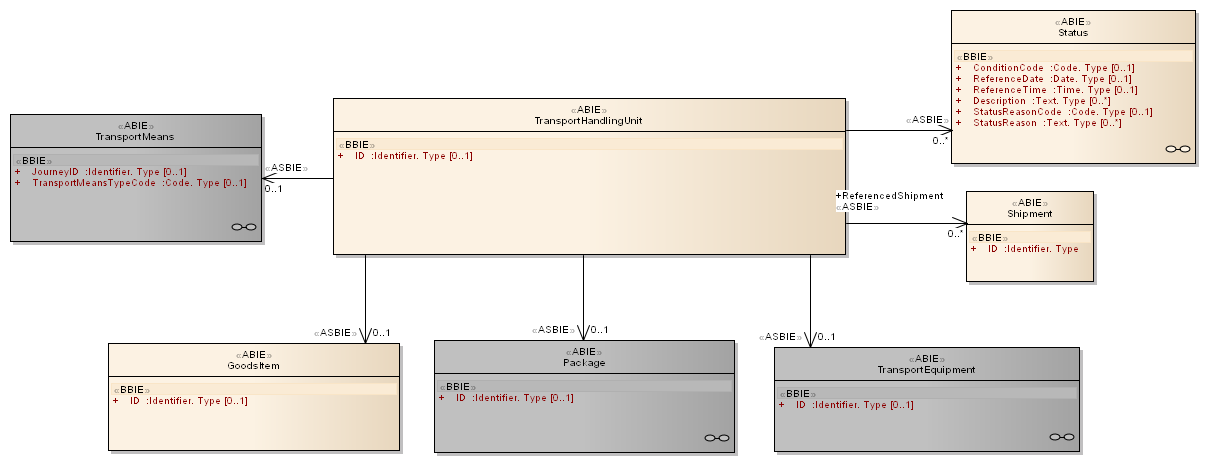 «ABIE»
Status
«BBIE»
+ ConditionCode :Code. Type [0..1]
+ ReferenceDate :Date. Type [0..1]
+ ReferenceTime :Time. Type [0..1]
+ Description :Text. Type [0..*]
+ StatusReasonCode :Code. Type [0..1]
+ StatusReason :Text. Type [0..*]
«ABIE»
TransportHandlingUnit
«BBIE»
+ ID :Identifier. Type [0..1]
«ASBIE»
0..*
«ABIE»
TransportMeans
«BBIE»
+ JourneyID :Identifier. Type [0..1]
+ TransportMeansTypeCode :Code. Type [0..1]
«ASBIE»
0..1
+ReferencedShipment
«ASBIE»
0..*
«ABIE»
Shipment
«BBIE»
+ ID :Identifier. Type
«ASBIE» 0..1
«ABIE»
GoodsItem
«BBIE»
+ ID :Identifier. Type [0..1]
«ASBIE» 0..1
«ABIE»
Package
«BBIE»
+ ID :Identifier. Type [0..1]
«ASBIE» 0..1
«ABIE»
TransportEquipment
«BBIE»
+ ID :Identifier. Type [0..1]